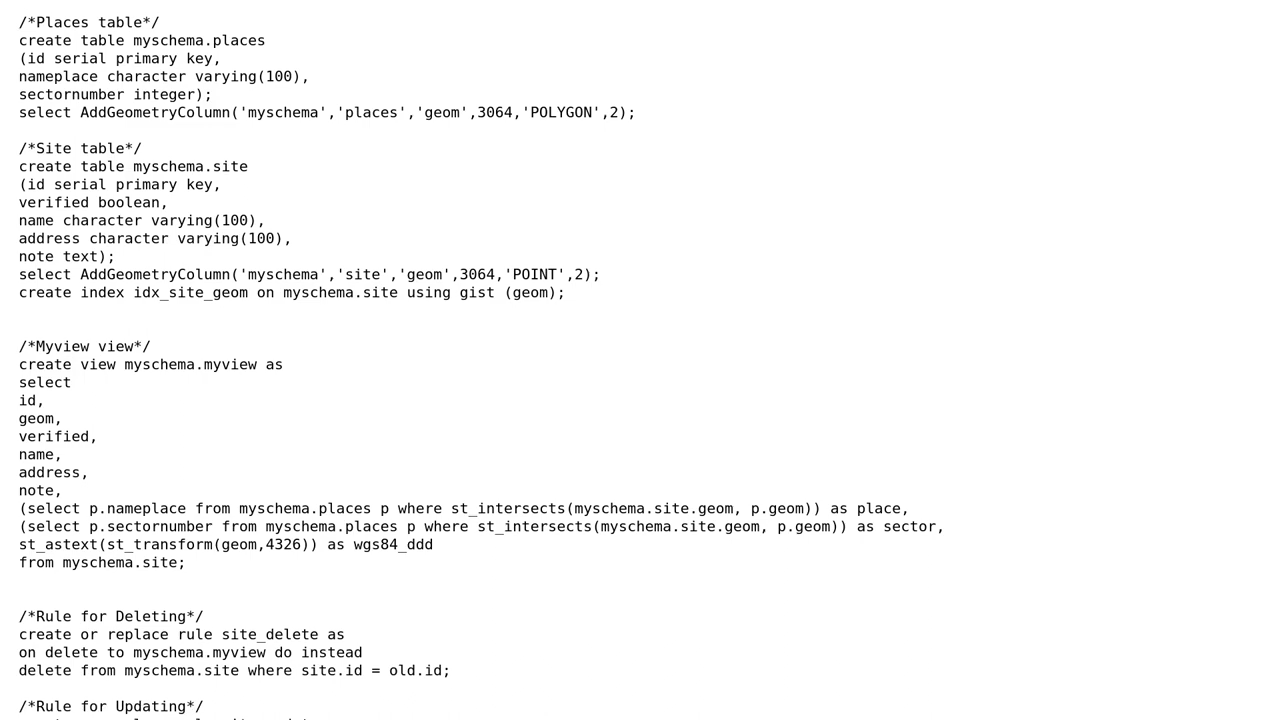 /*Places table*/
create table myschema.places
(id serial primary key,
nameplace character varying(100),
sectornumber integer);
select AddGeometryColumn('myschema','places','geom',3064,'POLYGON',2);
/*Site table*/
create table myschema.site
(id serial primary key,
verified boolean,
name character varying(100),
address character varying(100),
note text);
select AddGeometryColumn('myschema','site','geom',3064,'POINT',2);
create index idx_site_geom on myschema.site using gist (geom);
/*Myview view*/
create view myschema.myview as
select
id,
geom,
verified,
name,
address,
note,
(select p.nameplace from myschema.places p where st_intersects(myschema.site.geom, p.geom)) as place,
(select p.sectornumber from myschema.places p where st_intersects(myschema.site.geom, p.geom)) as sector,
st_astext(st_transform(geom,4326)) as wgs84_ddd
from myschema.site;
/*Rule for Deleting*/
create or replace rule site_delete as
on delete to myschema.myview do instead
delete from myschema.site where site.id = old.id;
/*Rule for Updating*/